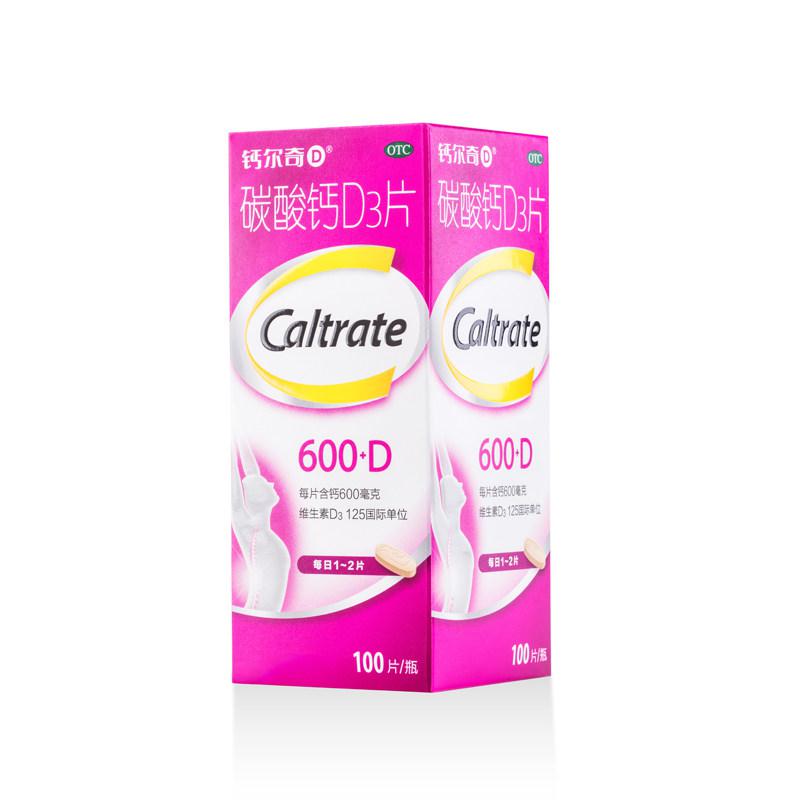 钙尔奇D®
OTC
碳酸钙D3片
Caltrate
600+D
每片含钙600毫克
维生素D3 125国际单位
每日1~2片
100片/瓶
OTC
碳酸钙D3片
Caltrate
600+D
每片含钙600毫克
维生素D3 125国际单位
每日1~2片
100片/瓶